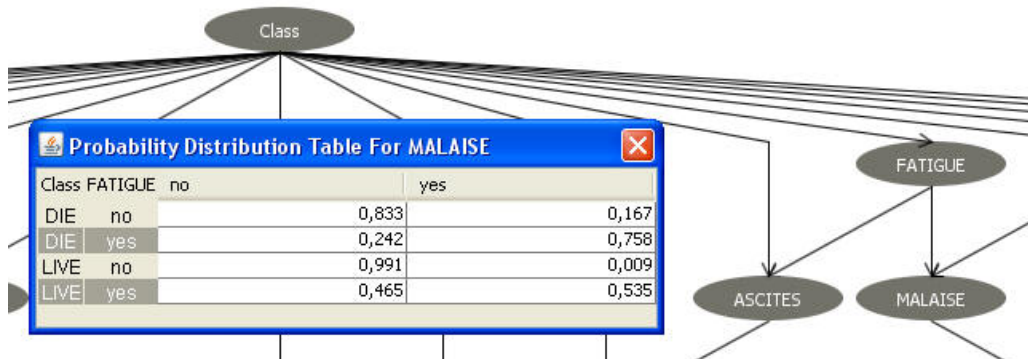 Class
Probability Distribution Table For MALAISE
FATIGUE
Class FATIGUE no yes
DIE no 0,833 0,167
DIE yes 0,242 0,758
LIVE no 0,991 0,009
LIVE yes 0,465 0,535
ASCITES MALAISE